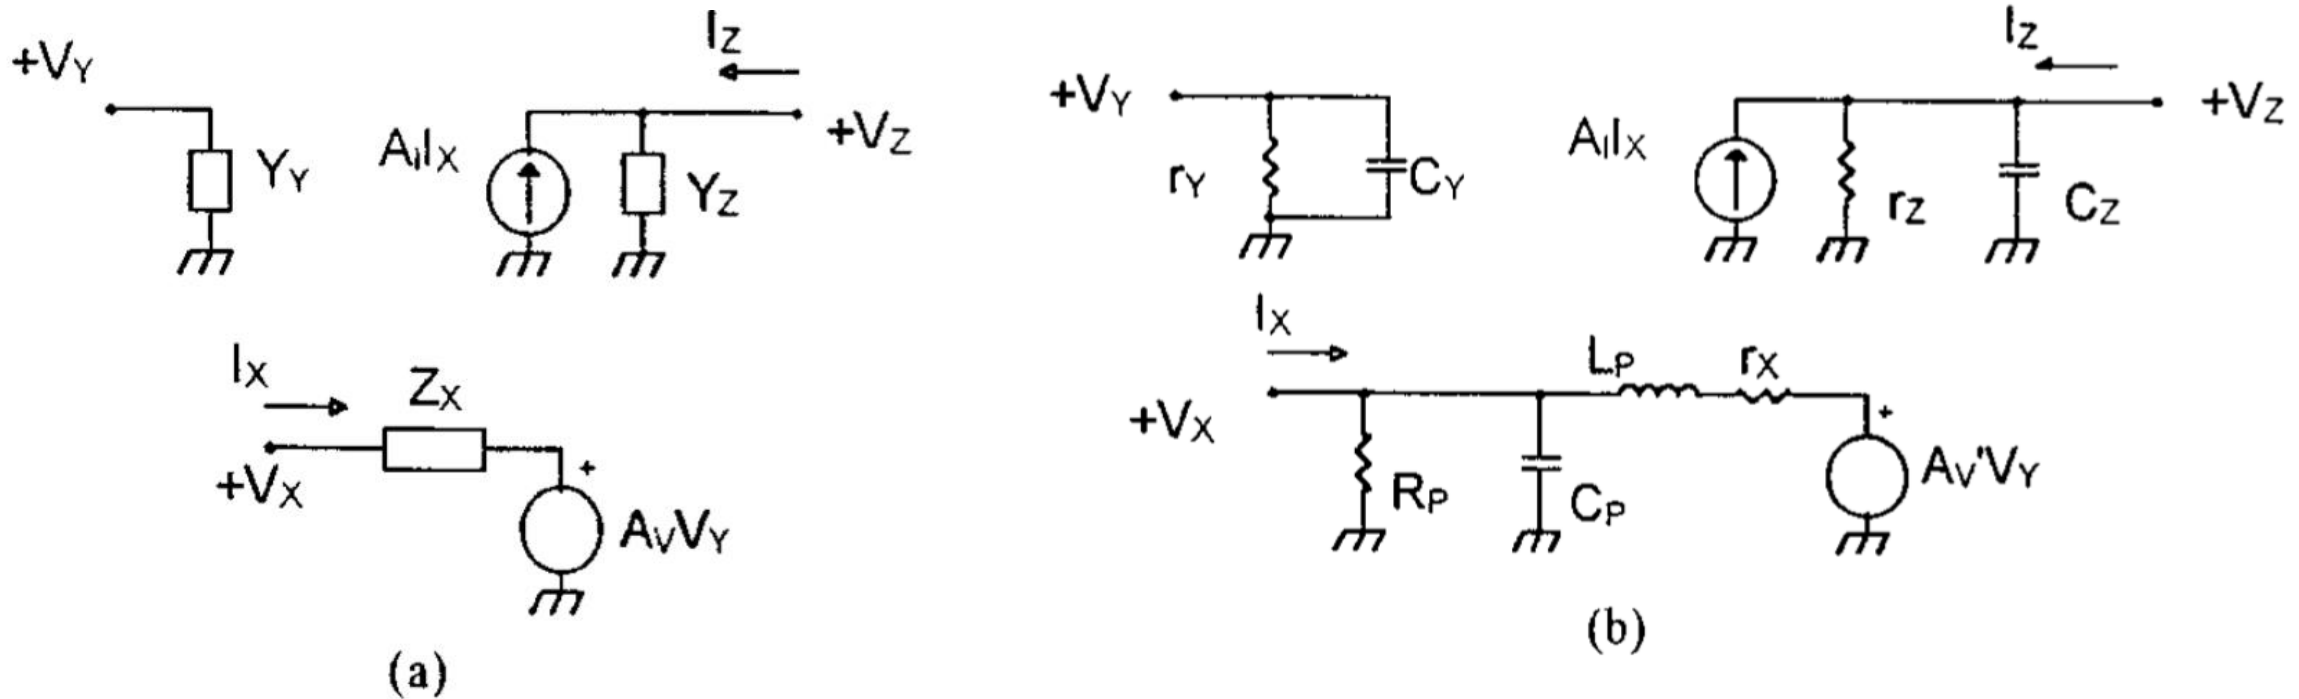 +VY
YY
AIIX
IZ
YZ
+VZ
IX
ZX
+VX
+
AVVY
(a)
+VY
rY
CY
AIIX
IZ
rZ
CZ
+VZ
IX
+VX
RP
CP
LP
rX
+
AV'VY
(b)